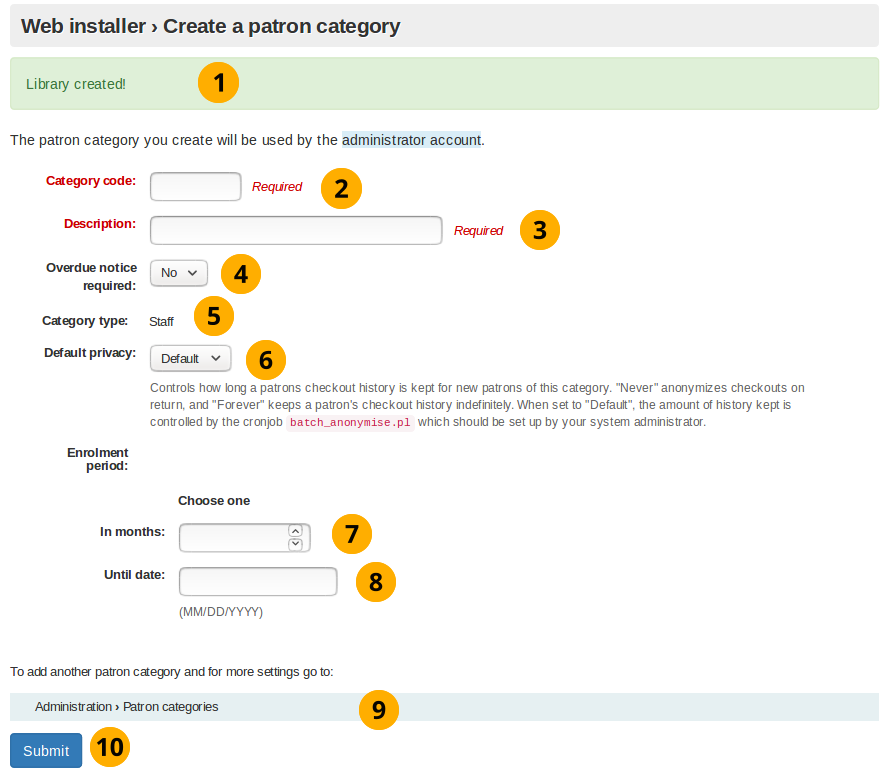 Web installer › Create a patron category
Library created! 1
The patron category you create will be used by the administrator account.
Category code: Required 2
Description: Required 3
Overdue notice
required: No 4
Category type: Staff 5
Default privacy: Default 6
Controls how long a patrons checkout history is kept for new patrons of this category. "Never" anonymizes checkouts on
return, and "Forever" keeps a patron's checkout history indefinitely. When set to "Default", the amount of history kept is
controlled by the cronjob batch_anonymise.pl which should be set up by your system administrator.
Enrolment
period:
Choose one
In months: 7
Until date: 8
(MM/DD/YYYY)
To add another patron category and for more settings go to:
Administration › Patron categories 9
Submit 10